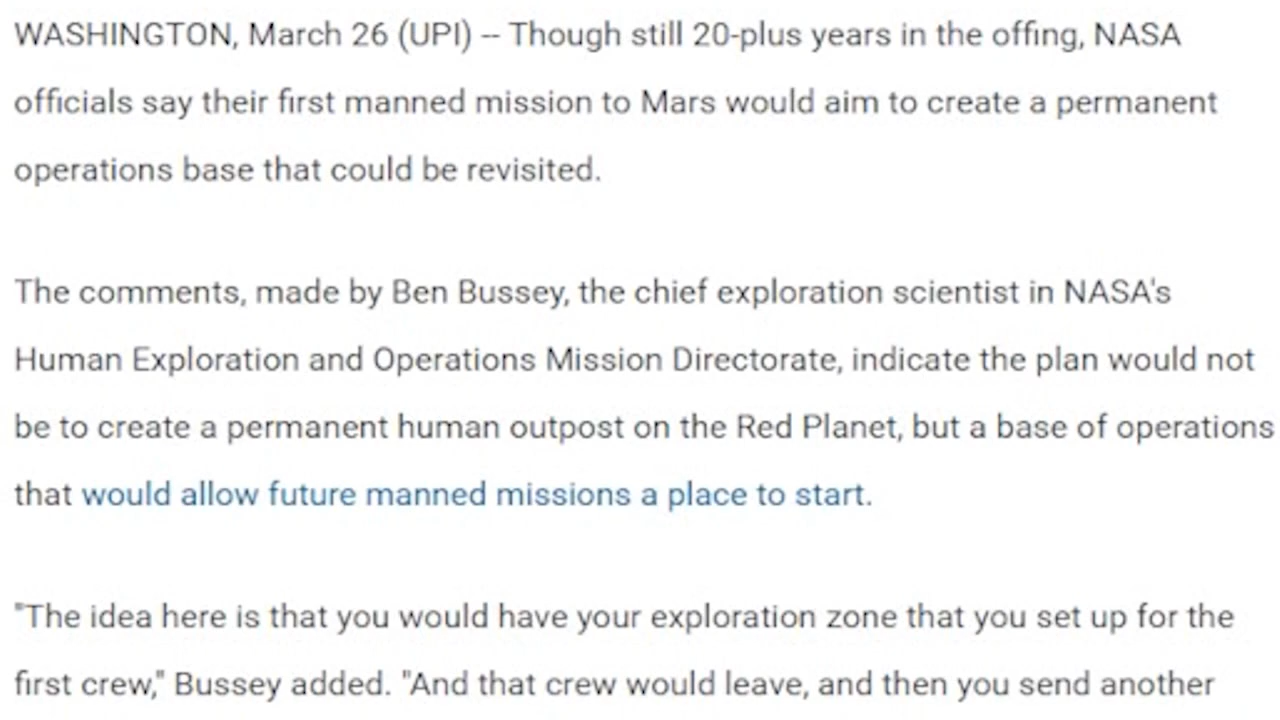 WASHINGTON, March 26 (UPI) -- Though still 20-plus years in the offing, NASA
officials say their first manned mission to Mars would aim to create a permanent
operations base that could be revisited.
The comments, made by Ben Bussey, the chief exploration scientist in NASA's
Human Exploration and Operations Mission Directorate, indicate the plan would not
be to create a permanent human outpost on the Red Planet, but a base of operations
that would allow future manned missions a place to start.
"The idea here is that you would have your exploration zone that you set up for the
first crew," Bussey added. "And that crew would leave, and then you send another